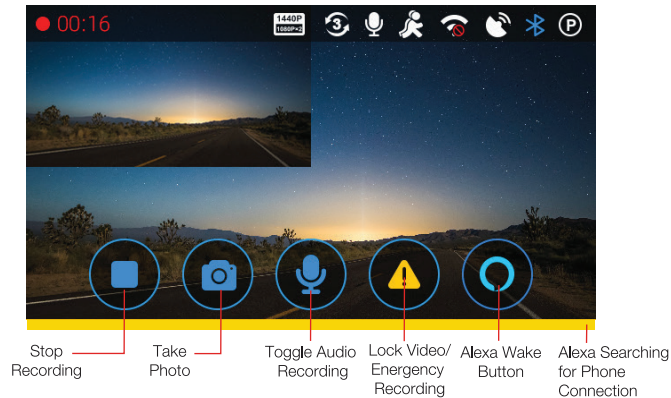 00:16
1440P
1080P×2
3
P
Stop
Recording
Take
Photo
Toggle Audio
Recording
Lock Video/
Energency
Recording
Alexa Wake
Button
Alexa Searching
for Phone
Connection